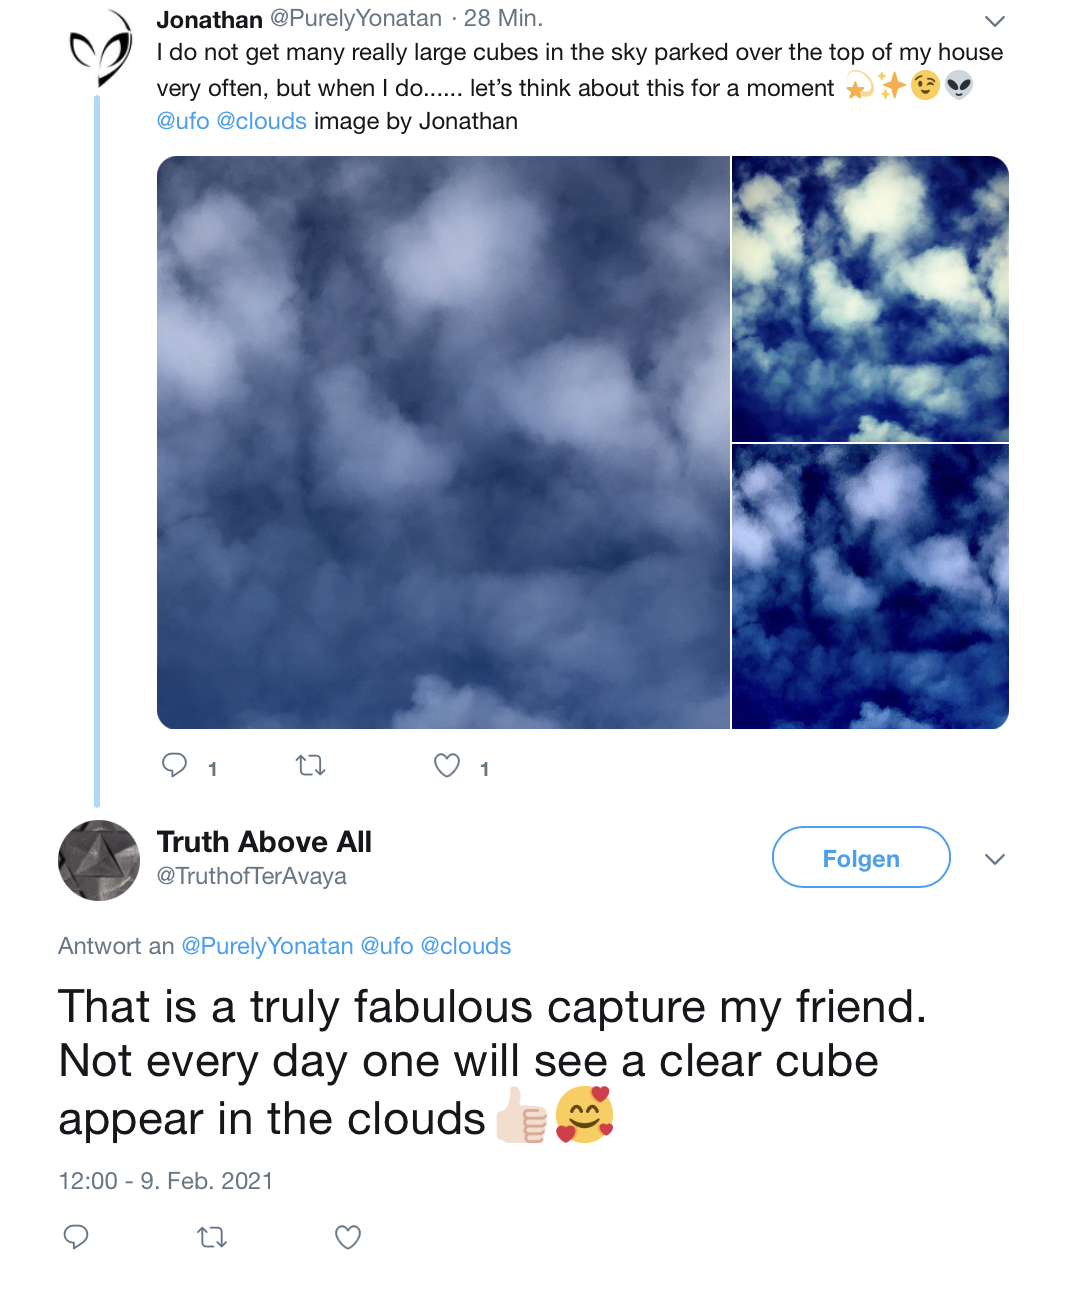 Jonathan @PurelyYonatan · 28 Min.
I do not get many really large cubes in the sky parked over the top of my house
very often, but when I do...... let’s think about this for a moment 💫✨😉👽
@ufo @clouds image by Jonathan
1 1
Truth Above All
@TruthofTerAvaya
Folgen
Antwort an @PurelyYonatan @ufo @clouds
That is a truly fabulous capture my friend.
Not every day one will see a clear cube
appear in the clouds 👍🏻🥰
12:00 - 9. Feb. 2021